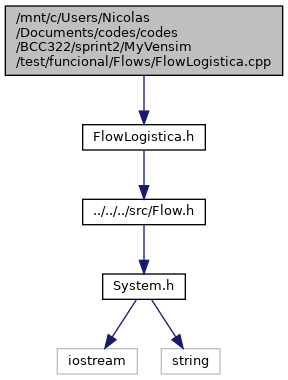 /mnt/c/Users/Nicolas
/Documents/codes/codes
/BCC322/sprint2/MyVensim
/test/funcional/Flows/FlowLogistica.cpp
FlowLogistica.h
../../../src/Flow.h
System.h
iostream
string